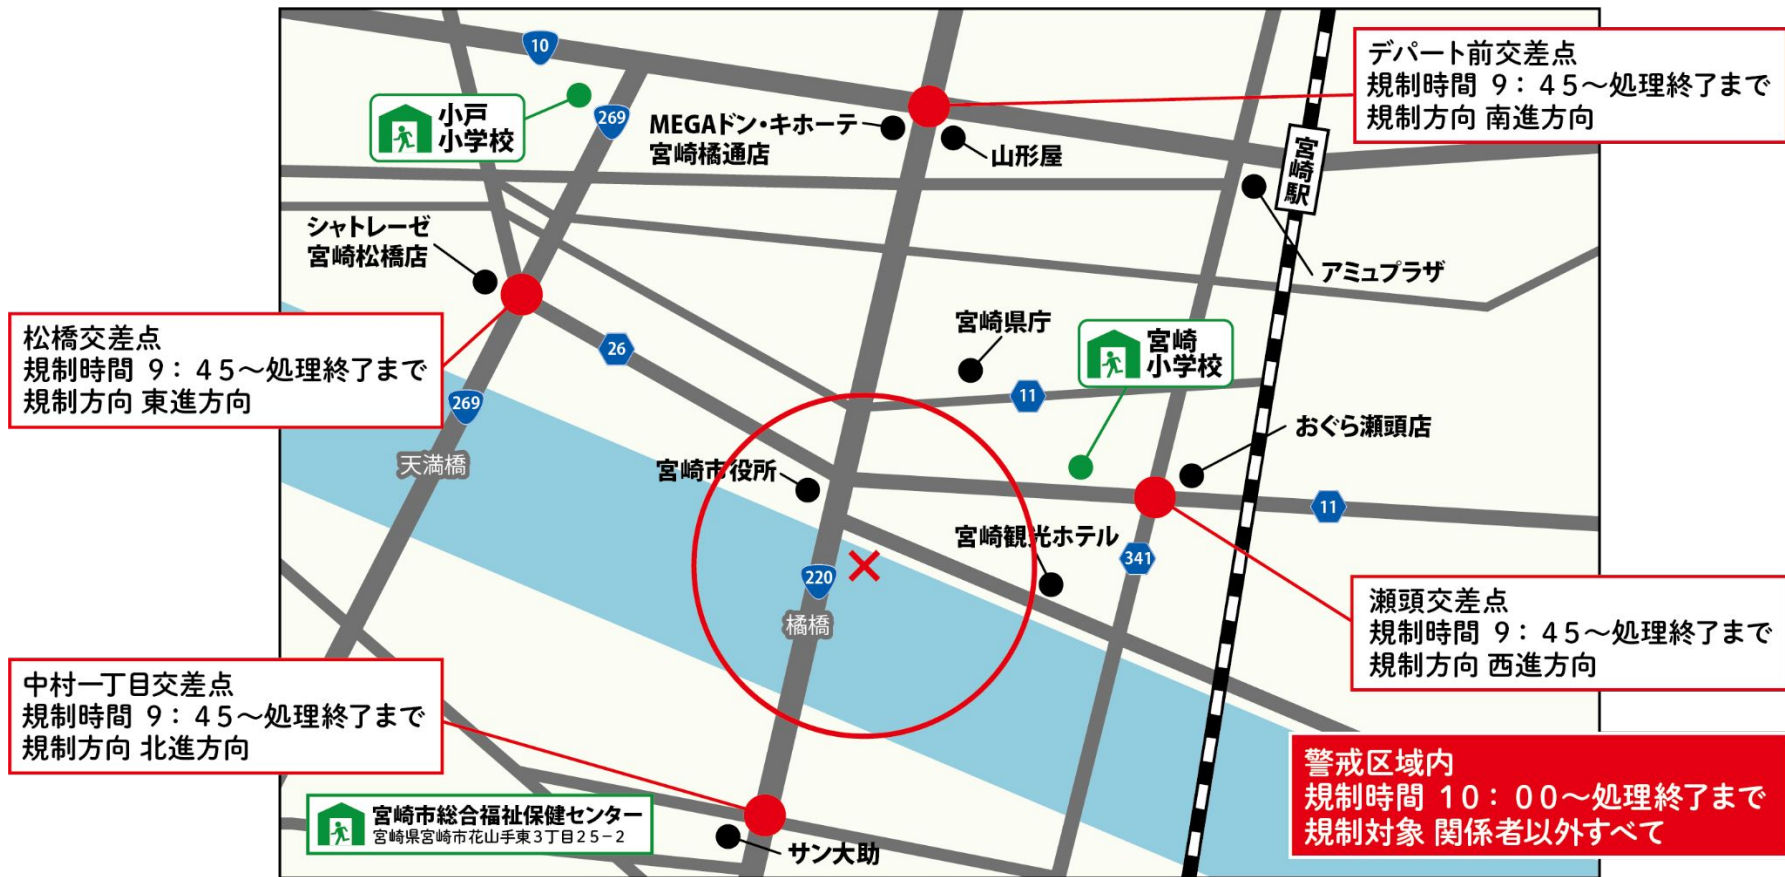 デパート前交差点
規制時間 9：45～処理終了まで
規制方向 南進方向
10
小戸
小学校
269
MEGAドン・キホーテ
宮崎橘通店
山形屋
宮崎駅
シャトレーゼ
宮崎松橋店
アミュプラザ
松橋交差点
規制時間 9：45～処理終了まで
規制方向 東進方向
26
宮崎県庁
宮崎
小学校
11
269
おぐら瀬頭店
天満橋
宮崎市役所
11
宮崎観光ホテル
341
220
橘橋
瀬頭交差点
規制時間 9：45～処理終了まで
規制方向 西進方向
中村一丁目交差点
規制時間 9：45～処理終了まで
規制方向 北進方向
警戒区域内
規制時間 10：00～処理終了まで
規制対象 関係者以外すべて
宮崎市総合福祉保健センター
宮崎県宮崎市花山手東3丁目25－2
サン大助